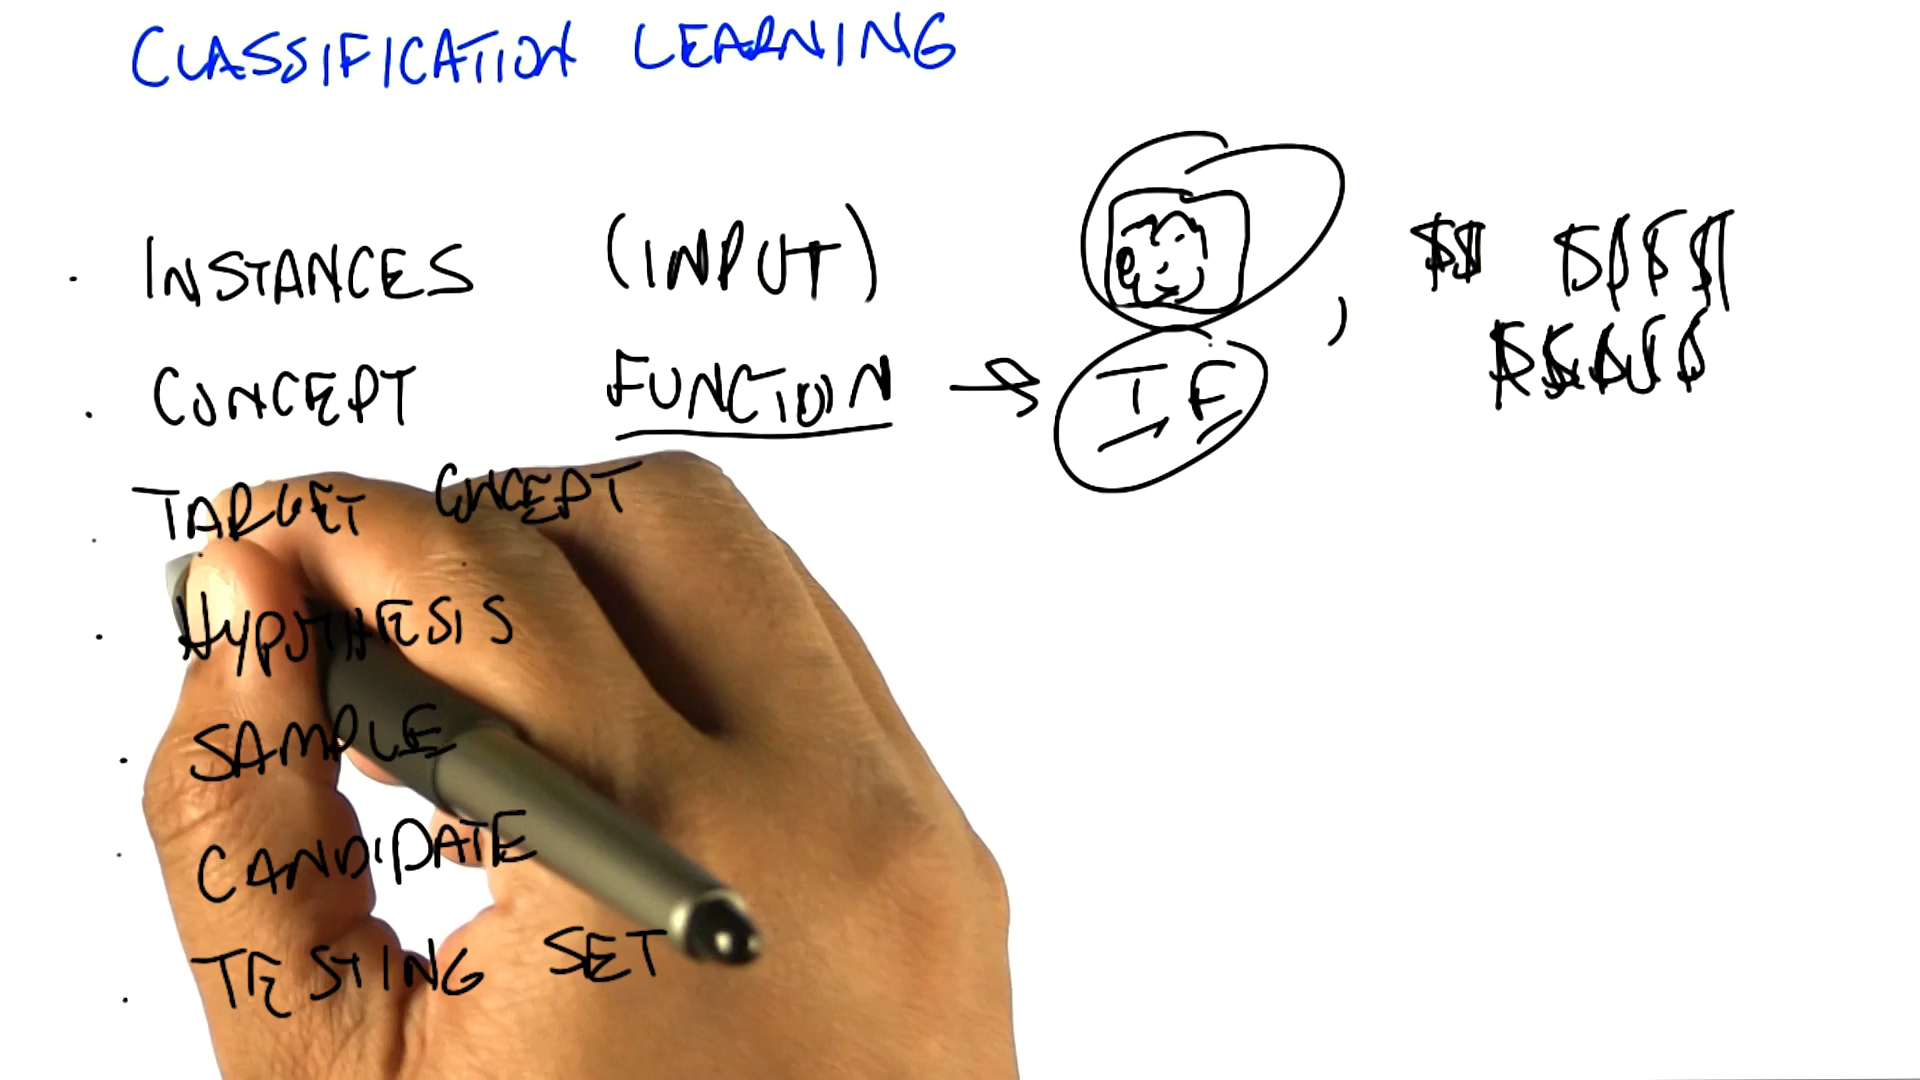 CLASSIFICATION LEARNING
INSTANCES (INPUT) , $$ $$$$
$$$$$
CONCEPT FUNCTION → T F
TARGET CONCEPT
HYPOTHESIS
SAMPLE
CANDIDATE
TESTING SET